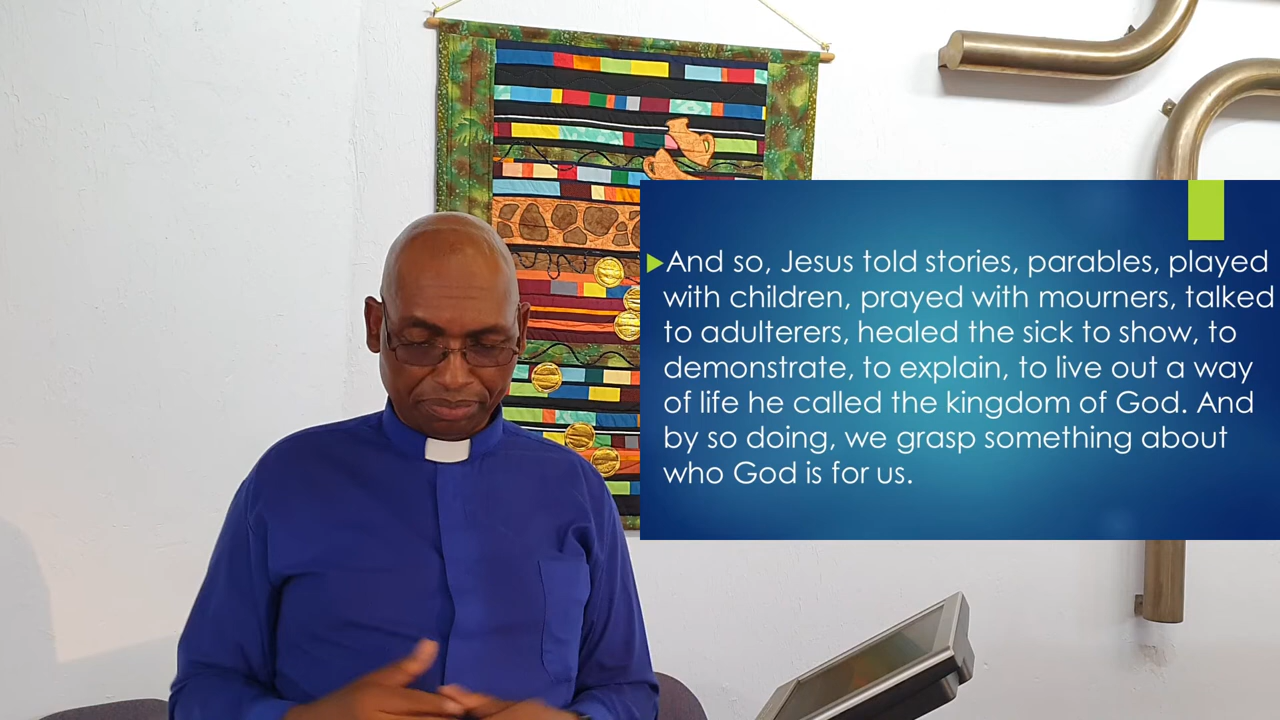 And so, Jesus told stories, parables, played
with children, prayed with mourners, talked
to adulterers, healed the sick to show, to
demonstrate, to explain, to live out a way
of life he called the kingdom of God. And
by so doing, we grasp something about
who God is for us.